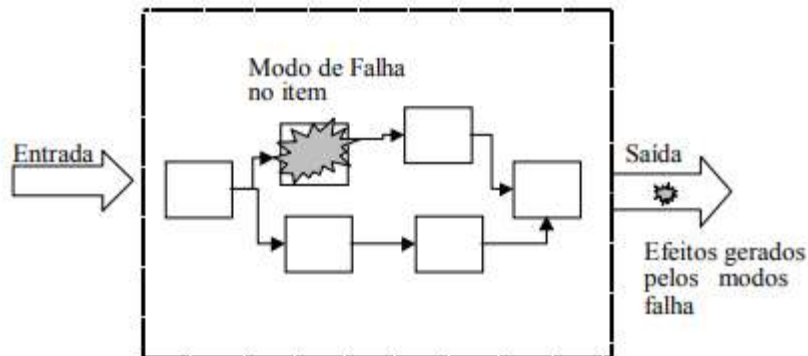 Modo de Falha
no item
Entrada
Saída
Efeitos gerados
pelos modos
falha